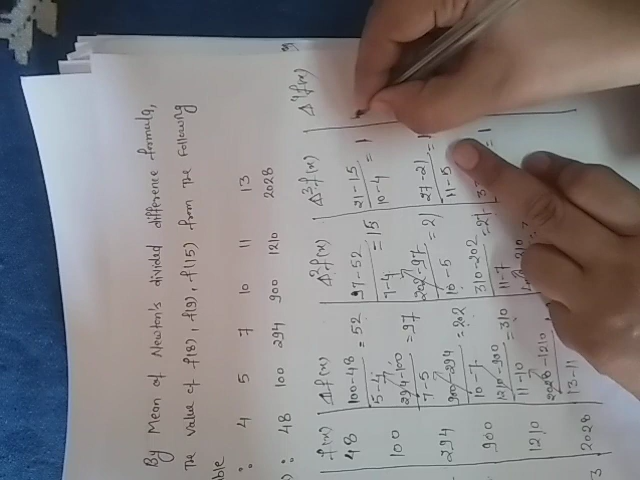 By Mean of Newton's divided difference formula,
The value of f(8), f(9), f(15) from The Following
: 4 5 7 10 11 13
: 48 100 294 900 1210 2028
f(x) Δf(x) Δ²f(x) Δ³f(x) Δ⁴f(x)
48
100-48 / 5-4 = 52
97-52 / 7-4 = 15
21-15 / 10-4 = 1
100
294-100 / 7-5 = 97
202-97 / 10-5 = 21
27-21 / 11-5 = 1
294
900-294 / 10-7 = 202
310-202 / 11-7 = 27
= 1
900
1210-900 / 11-10 = 310
1210
2028-1210 / 13-11
2028